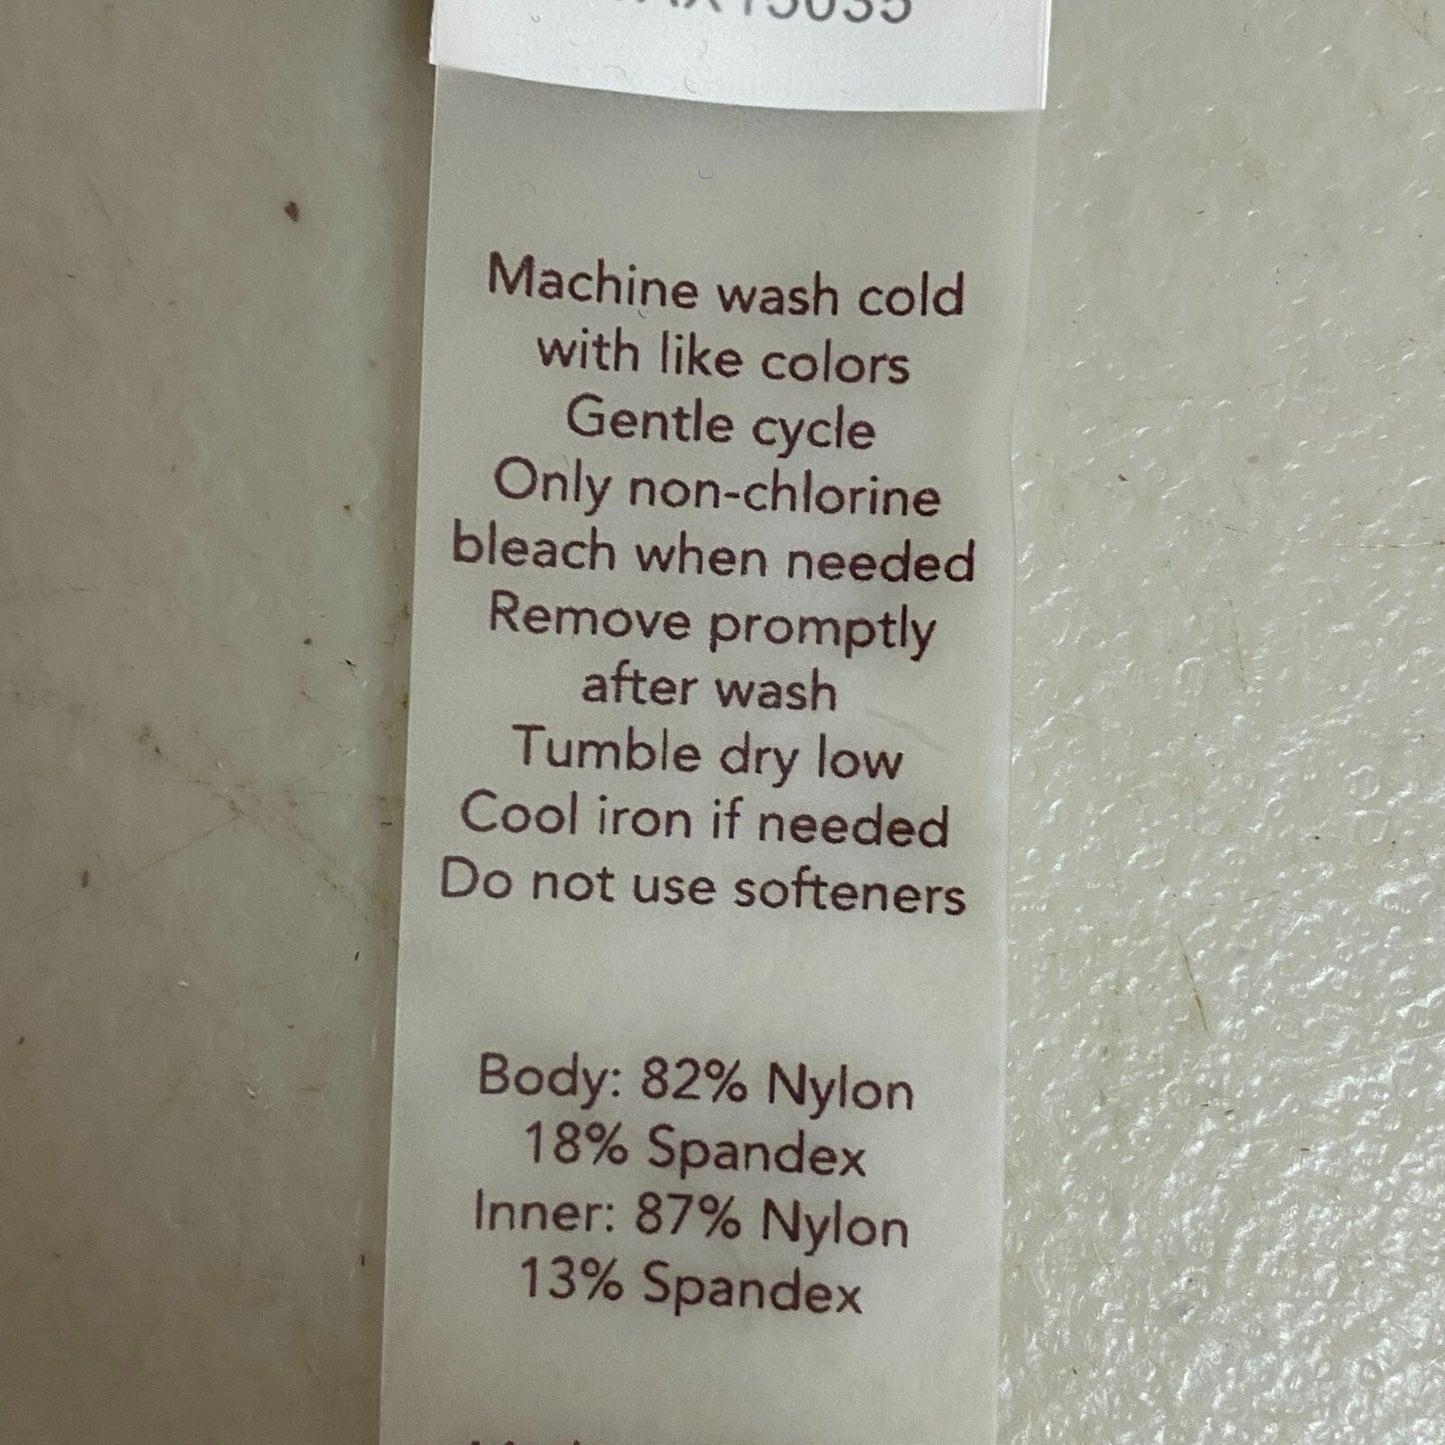 Machine wash cold
with like colors
Gentle cycle
Only non-chlorine
bleach when needed
Remove promptly
after wash
Tumble dry low
Cool iron if needed
Do not use softeners
Body: 82% Nylon
18% Spandex
Inner: 87% Nylon
13% Spandex